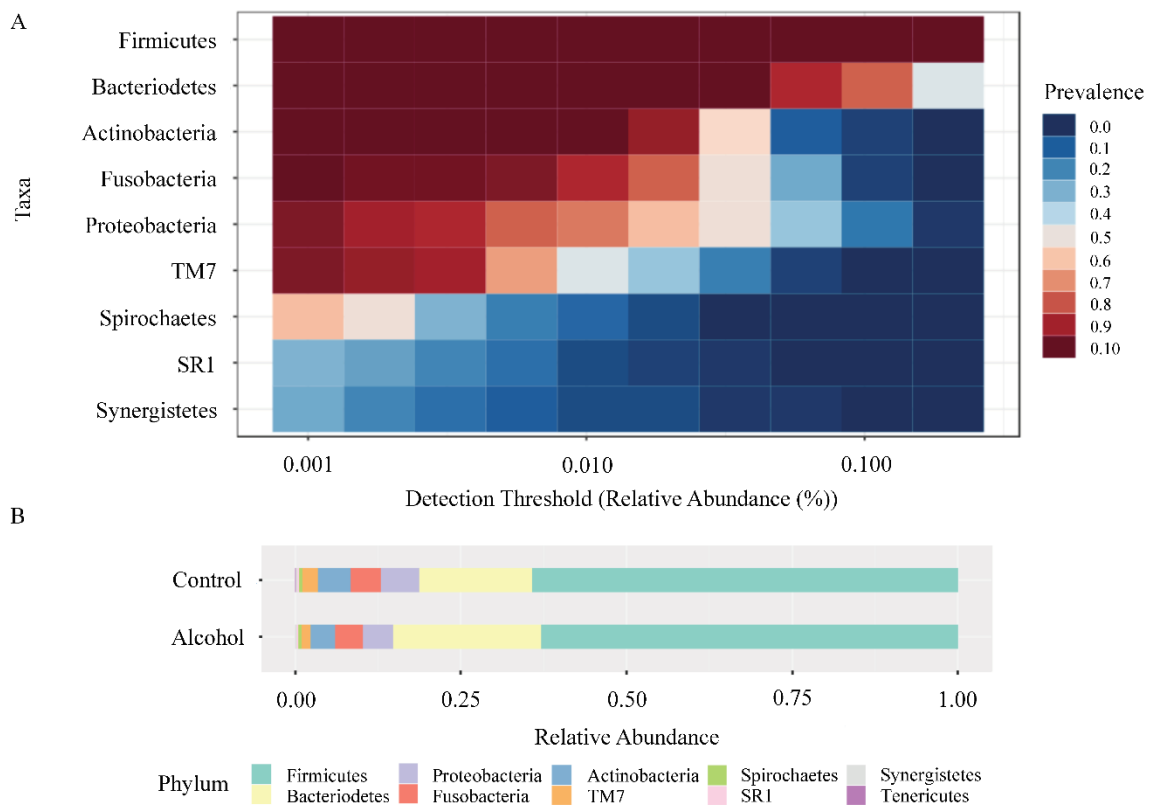 A
Firmicutes
Bacteriodetes
Actinobacteria
Fusobacteria
Proteobacteria
TM7
Spirochaetes
SR1
Synergistetes
Taxa
0.001 0.010 0.100
Detection Threshold (Relative Abundance (%))
Prevalence
0.0
0.1
0.2
0.3
0.4
0.5
0.6
0.7
0.8
0.9
0.10
B
Control
Alcohol
0.00 0.25 0.50 0.75 1.00
Relative Abundance
Phylum
Firmicutes Proteobacteria Actinobacteria Spirochaetes Synergistetes
Bacteriodetes Fusobacteria TM7 SR1 Tenericutes